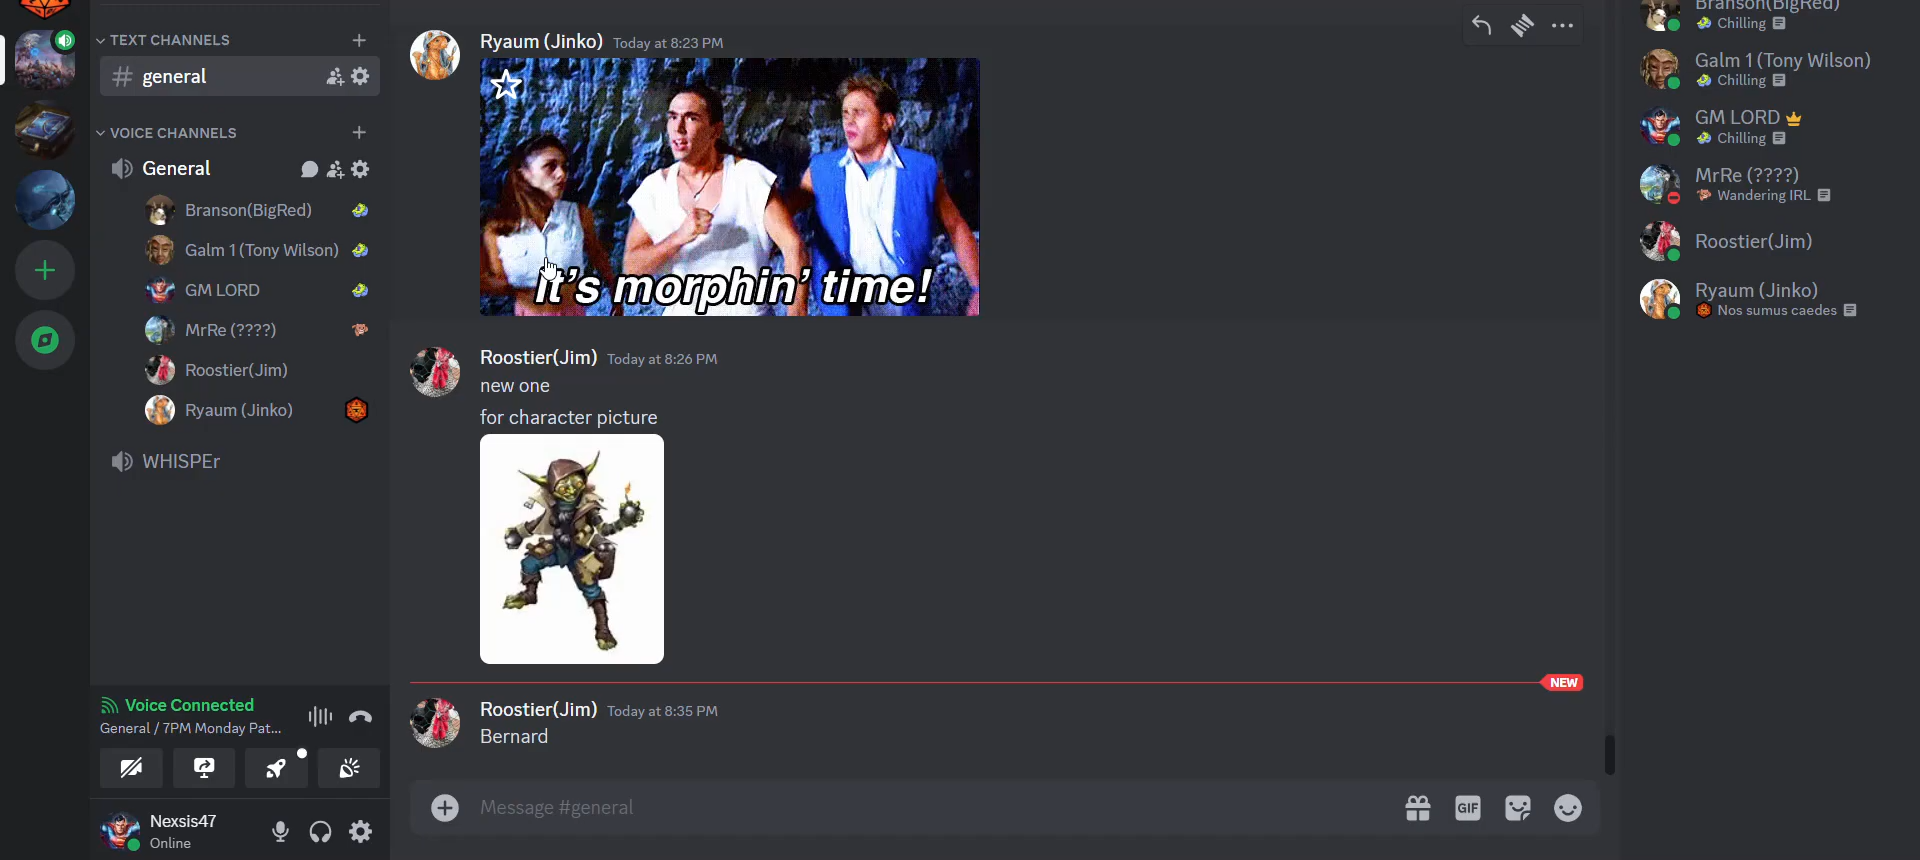 TEXT CHANNELS
general
VOICE CHANNELS
General
Branson(BigRed)
Galm 1 (Tony Wilson)
GM LORD
MrRe (????)
Roostier(Jim)
Ryaum (Jinko)
WHISPEr
Voice Connected
General / 7PM Monday Pat...
Nexsis47
Online
Ryaum (Jinko) Today at 8:23 PM
It's morphin' time!
Roostier(Jim) Today at 8:26 PM
new one
for character picture
NEW
Roostier(Jim) Today at 8:35 PM
Bernard
Message #general
GIF
Branson(BigRed)
Chilling
Galm 1 (Tony Wilson)
Chilling
GM LORD
Chilling
MrRe (????)
Wandering IRL
Roostier(Jim)
Ryaum (Jinko)
Nos sumus caedes